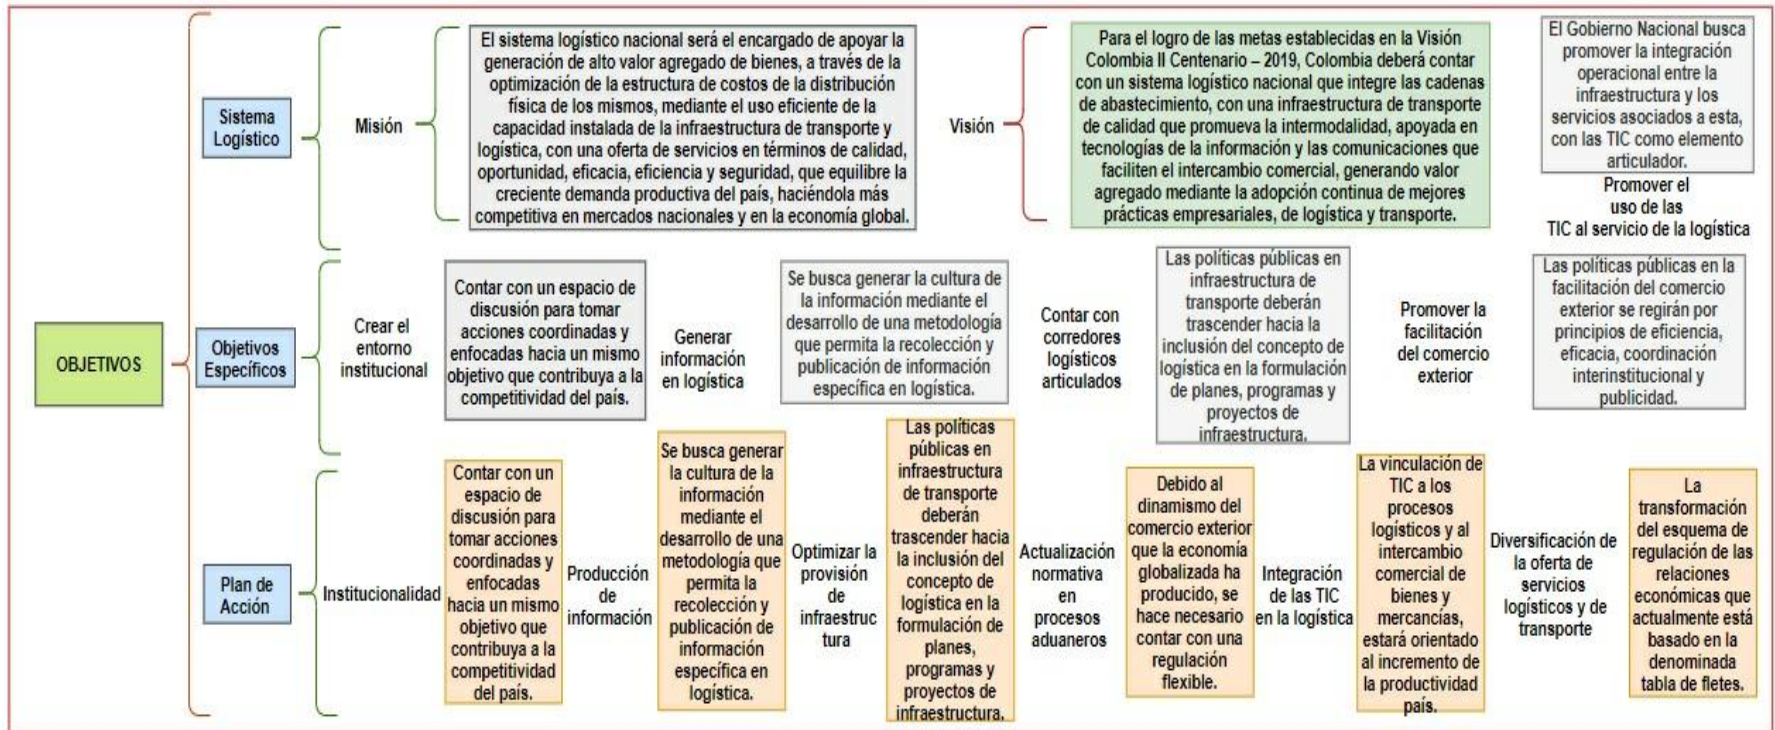 OBJETIVOS
Sistema
Logístico
Misión
El sistema logístico nacional será el encargado de apoyar la
generación de alto valor agregado de bienes, a través de la
optimización de la estructura de costos de la distribución
física de los mismos, mediante el uso eficiente de la
capacidad instalada de la infraestructura de transporte y
logística, con una oferta de servicios en términos de calidad,
oportunidad, eficacia, eficiencia y seguridad, que equilibre la
creciente demanda productiva del país, haciéndola más
competitiva en mercados nacionales y en la economía global.
Visión
Para el logro de las metas establecidas en la Visión
Colombia II Centenario – 2019, Colombia deberá contar
con un sistema logístico nacional que integre las cadenas
de abastecimiento, con una infraestructura de transporte
de calidad que promueva la intermodalidad, apoyada en
tecnologías de la información y las comunicaciones que
faciliten el intercambio comercial, generando valor
agregado mediante la adopción continua de mejores
prácticas empresariales, de logística y transporte.
El Gobierno Nacional busca
promover la integración
operacional entre la
infraestructura y los
servicios asociados a esta,
con las TIC como elemento
articulador.
Promover el
uso de las
TIC al servicio de la logística
Objetivos
Específicos
Crear el
entorno
institucional
Contar con un espacio de
discusión para tomar
acciones coordinadas y
enfocadas hacia un mismo
objetivo que contribuya a la
competitividad del país.
Generar
información
en logística
Se busca generar la cultura de
la información mediante el
desarrollo de una metodología
que permita la recolección y
publicación de información
específica en logística.
Contar con
corredores
logísticos
articulados
Las políticas públicas en
infraestructura de
transporte deberán
trascender hacia la
inclusión del concepto de
logística en la formulación
de planes, programas y
proyectos de
infraestructura.
Promover la
facilitación
del comercio
exterior
Las políticas públicas en la
facilitación del comercio
exterior se regirán por
principios de eficiencia,
eficacia, coordinación
interinstitucional y
publicidad.
Plan de
Acción
Institucionalidad
Contar con un
espacio de
discusión para
tomar acciones
coordinadas y
enfocadas
hacia un mismo
objetivo que
contribuya a la
competitividad
del país.
Producción
de
información
Se busca generar
la cultura de la
información
mediante el
desarrollo de una
metodología que
permita la
recolección y
publicación de
información
específica en
logística.
Optimizar la
provisión
de
infraestruc
tura
Las políticas
públicas en
infraestructura
de transporte
deberán
trascender hacia
la inclusión del
concepto de
logística en la
formulación de
planes,
programas y
proyectos de
infraestructura.
Actualización
normativa
en
procesos
aduaneros
Debido al
dinamismo del
comercio exterior
que la economía
globalizada ha
producido, se
hace necesario
contar con una
regulación
flexible.
Integración
de las TIC
en la logística
La vinculación de
TIC a los
procesos
logísticos y al
intercambio
comercial de
bienes y
mercancías,
estará orientado
al incremento de
la productividad
país.
Diversificación de
la oferta de
servicios
logísticos y de
transporte
La
transformación
del esquema de
regulación de las
relaciones
económicas que
actualmente está
basado en la
denominada
tabla de fletes.